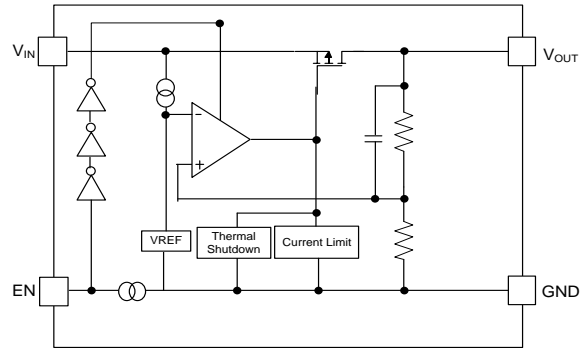 VIN
VOUT
−
+
VREF
Thermal
Shutdown
Current Limit
EN
GND